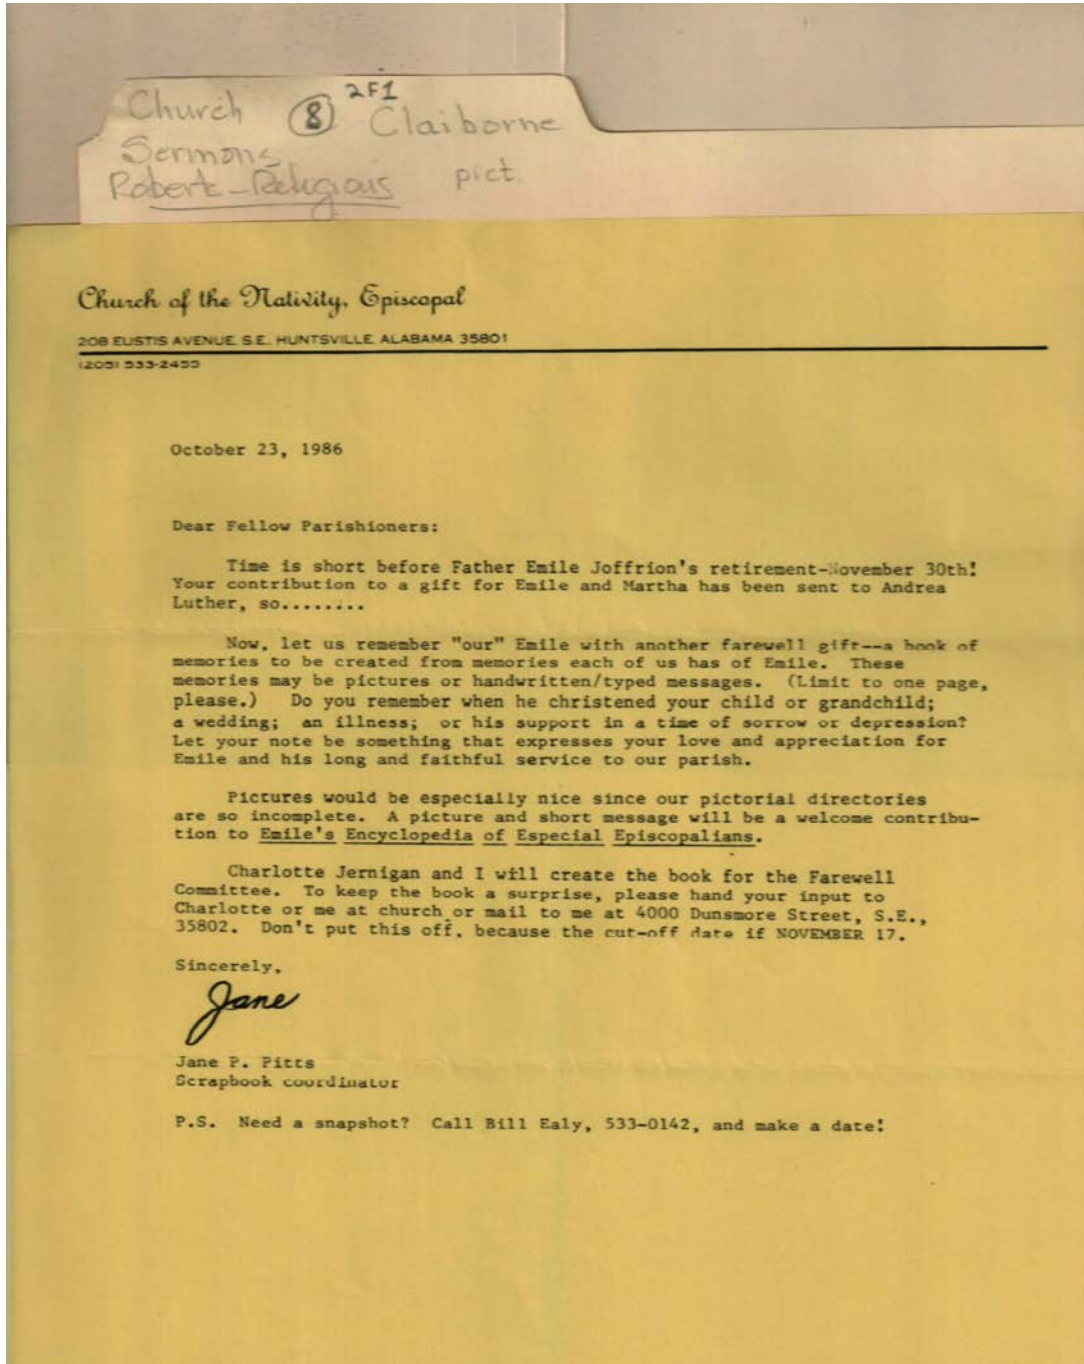 2F1
Church (8) Claiborne
Sermons
Roberts-Religious pict
Church of the Nativity, Episcopal
208 EUSTIS AVENUE S.E. HUNTSVILLE ALABAMA 35801
(205) 533-2455
October 23, 1986
Dear Fellow Parishioners:
Time is short before Father Emile Joffrion's retirement-November 30th!
Your contribution to a gift for Emile and Martha has been sent to Andrea
Luther, so........
Now, let us remember "our" Emile with another farewell gift--a book of
memories to be created from memories each of us has of Emile. These
memories may be pictures or handwritten/typed messages. (Limit to one page,
please.) Do you remember when he christened your child or grandchild;
a wedding; an illness; or his support in a time of sorrow or depression?
Let your note be something that expresses your love and appreciation for
Emile and his long and faithful service to our parish.
Pictures would be especially nice since our pictorial directories
are so incomplete. A picture and short message will be a welcome contribu-
tion to Emile's Encyclopedia of Especial Episcopalians.
Charlotte Jernigan and I will create the book for the Farewell
Committee. To keep the book a surprise, please hand your input to
Charlotte or me at church or mail to me at 4000 Dunsmore Street, S.E.,
35802. Don't put this off, because the cut-off date if NOVEMBER 17.
Sincerely,
Jane
Jane P. Pitts
Scrapbook coordinator
P.S. Need a snapshot? Call Bill Ealy, 533-0142, and make a date!